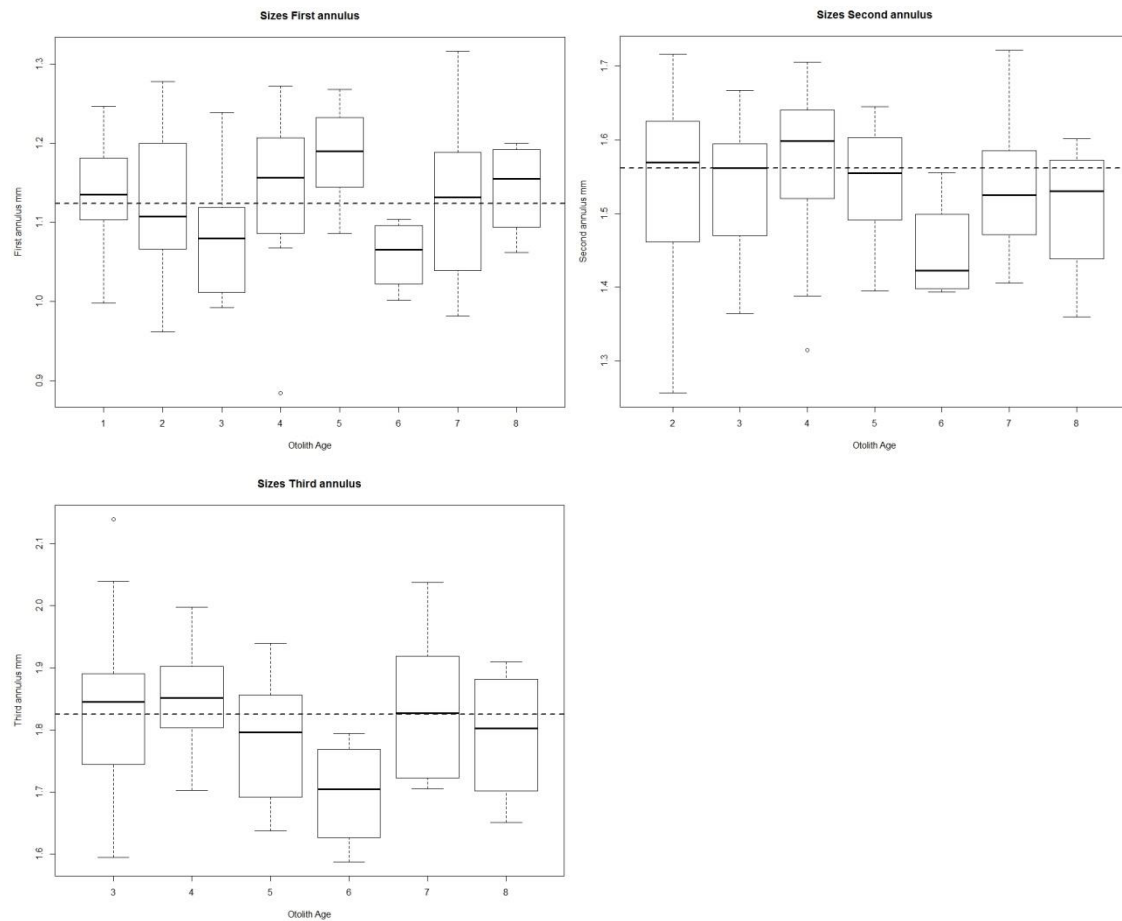 Sizes First annulus
First annulus mm
1.3
1.2
1.1
1.0
0.9
1 2 3 4 5 6 7 8
Otolith Age
Sizes Second annulus
Second annulus mm
1.7
1.6
1.5
1.4
1.3
2 3 4 5 6 7 8
Otolith Age
Sizes Third annulus
Third annulus mm
2.1
2.0
1.9
1.8
1.7
1.6
3 4 5 6 7 8
Otolith Age